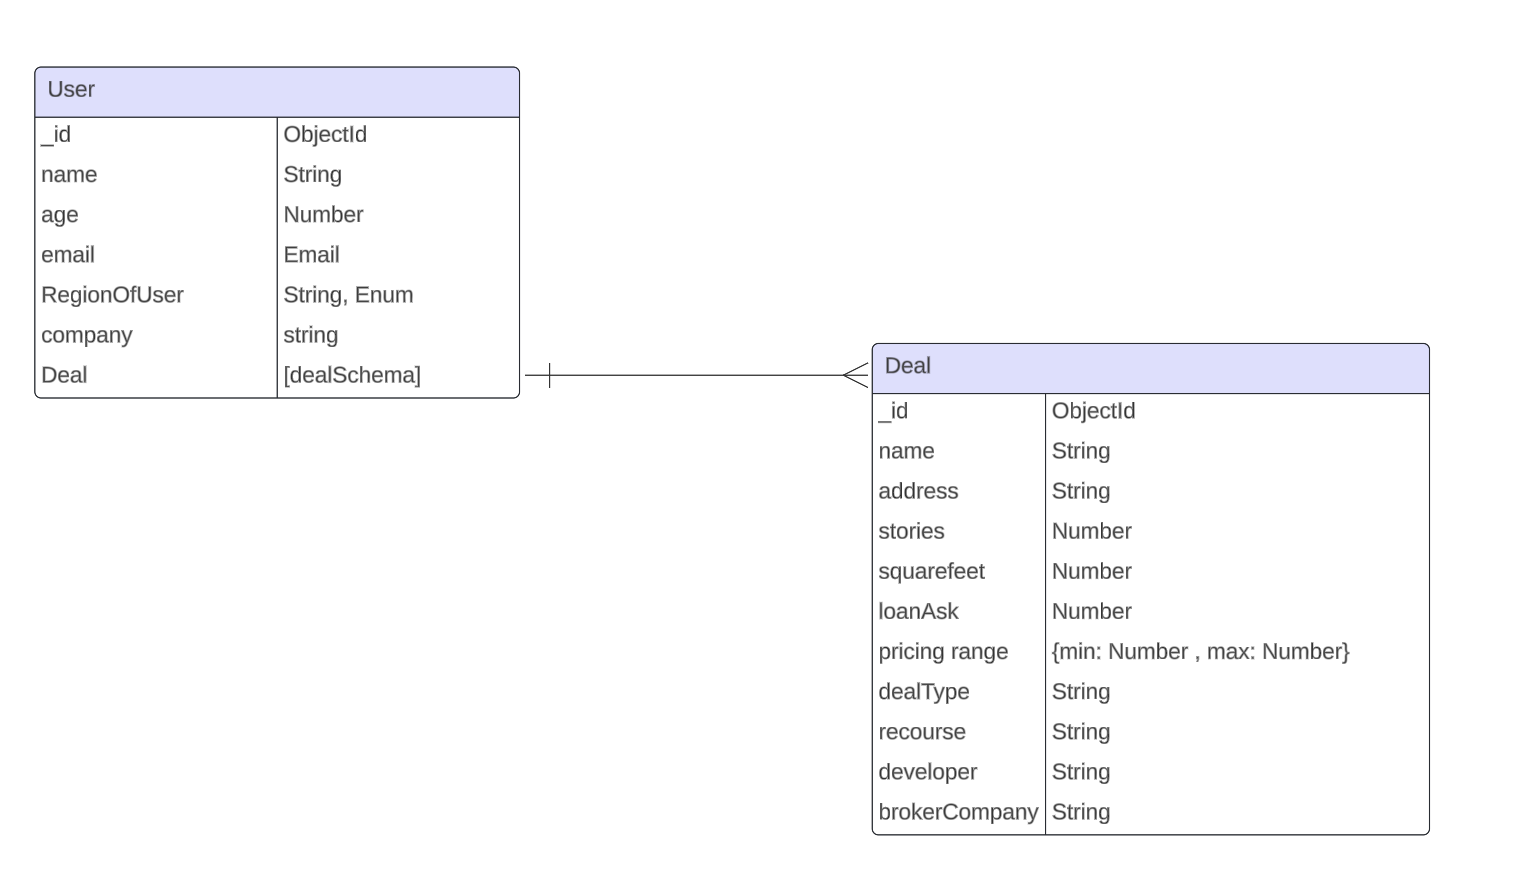 User
_id ObjectId
name String
age Number
email Email
RegionOfUser String, Enum
company string
Deal [dealSchema]
Deal
_id ObjectId
name String
address String
stories Number
squarefeet Number
loanAsk Number
pricing range {min: Number , max: Number}
dealType String
recourse String
developer String
brokerCompany String